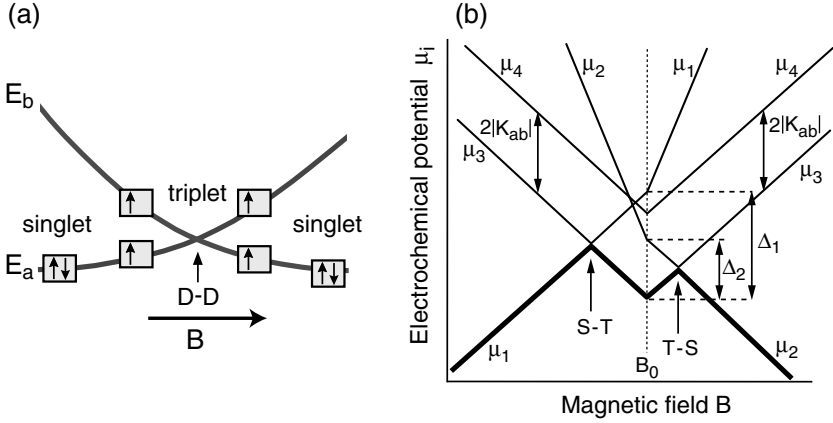 (a)
E_b
triplet
singlet
singlet
E_a
D-D
B
(b)
Electrochemical potential μ_i
μ_4
μ_2
μ_1
μ_4
2|K_ab|
2|K_ab|
μ_3
μ_3
Δ_1
Δ_2
S-T
T-S
μ_1
μ_2
B_0
Magnetic field B